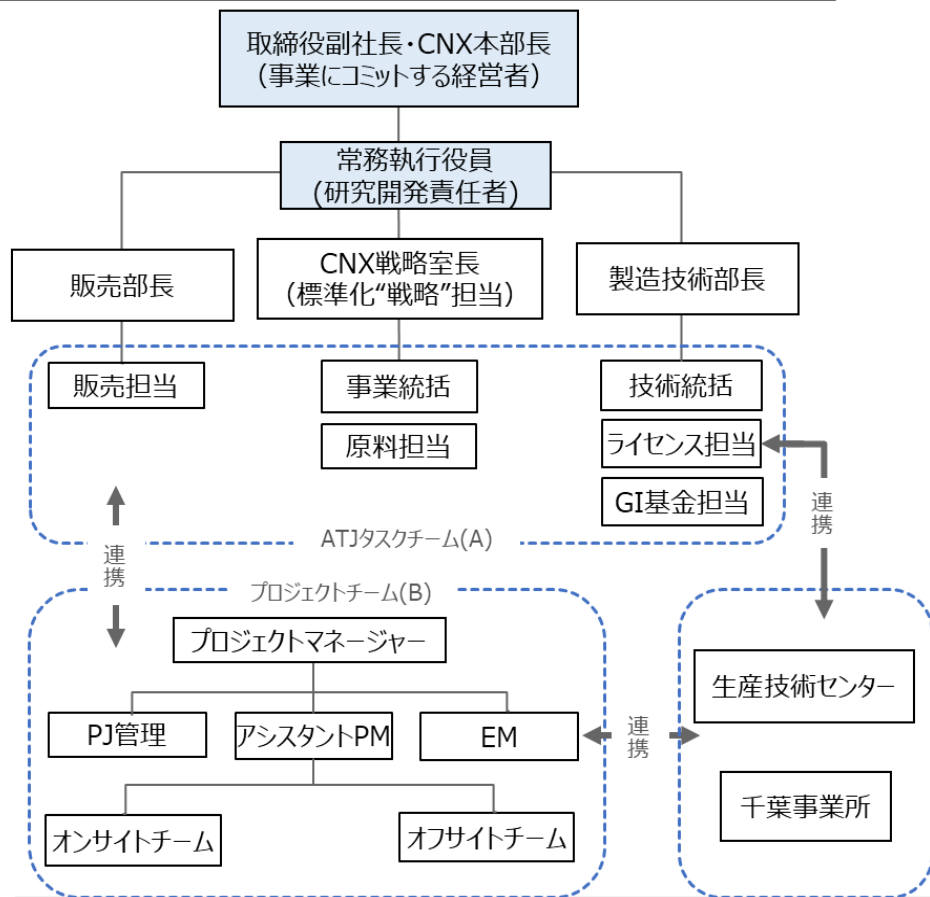 取締役副社長・CNX本部長
(事業にコミットする経営者)
常務執行役員
(研究開発責任者)
販売部長
CNX戦略室長
(標準化“戦略”担当)
製造技術部長
販売担当
事業統括
原料担当
技術統括
ライセンス担当
GI基金担当
連携
ATJタスクチーム(A)
連携
プロジェクトチーム(B)
プロジェクトマネージャー
PJ管理
アシスタントPM
EM
オンサイトチーム
オフサイトチーム
連携
生産技術センター
千葉事業所